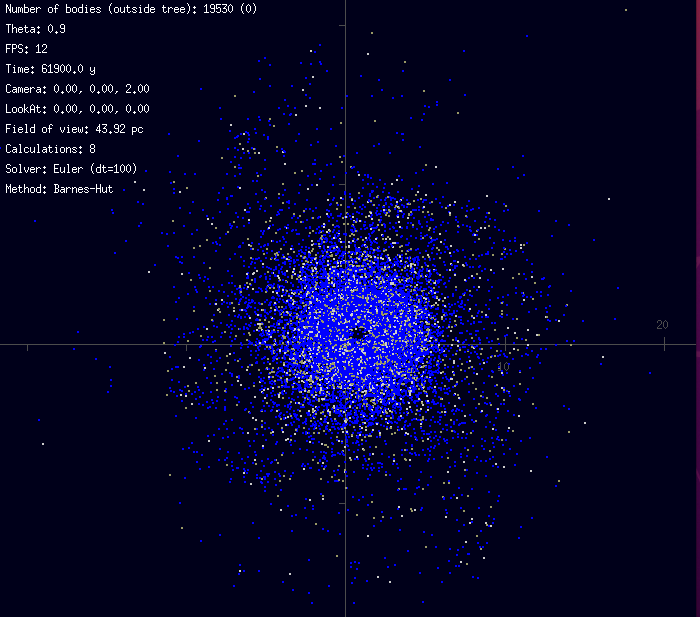 Number of bodies (outside tree): 19530 (0)
Theta: 0.9
FPS: 12
Time: 61900.0 y
Camera: 0.00, 0.00, 2.00
LookAt: 0.00, 0.00, 0.00
Field of view: 43.92 pc
Calculations: 8
Solver: Euler (dt=100)
Method: Barnes-Hut
20
10